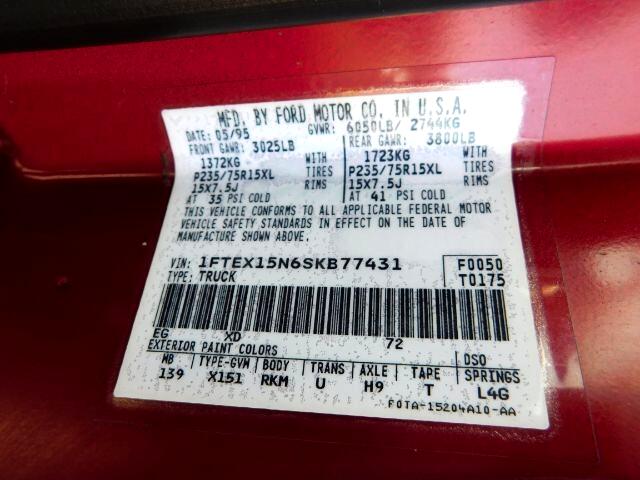 MFD. BY FORD MOTOR CO. IN U.S.A.
DATE: 05/95 GVWR: 6050LB/ 2744KG
FRONT GAWR: 3025LB REAR GAWR: 3800LB
1372KG WITH 1723KG WITH
P235/75R15XL TIRES P235/75R15XL TIRES
15X7.5J RIMS 15X7.5J RIMS
AT 35 PSI COLD AT 41 PSI COLD
THIS VEHICLE CONFORMS TO ALL APPLICABLE FEDERAL MOTOR
VEHICLE SAFETY STANDARDS IN EFFECT ON THE DATE OF
MANUFACTURE SHOWN ABOVE.
VIN: 1FTEX15N6SKB77431 F0050
TYPE: TRUCK T0175
EG XD 72
EXTERIOR PAINT COLORS DSO
WB TYPE-GVW BODY TRANS AXLE TAPE SPRINGS
139 X151 RKM U H9 T L4G
F0TA-15204A10-AA